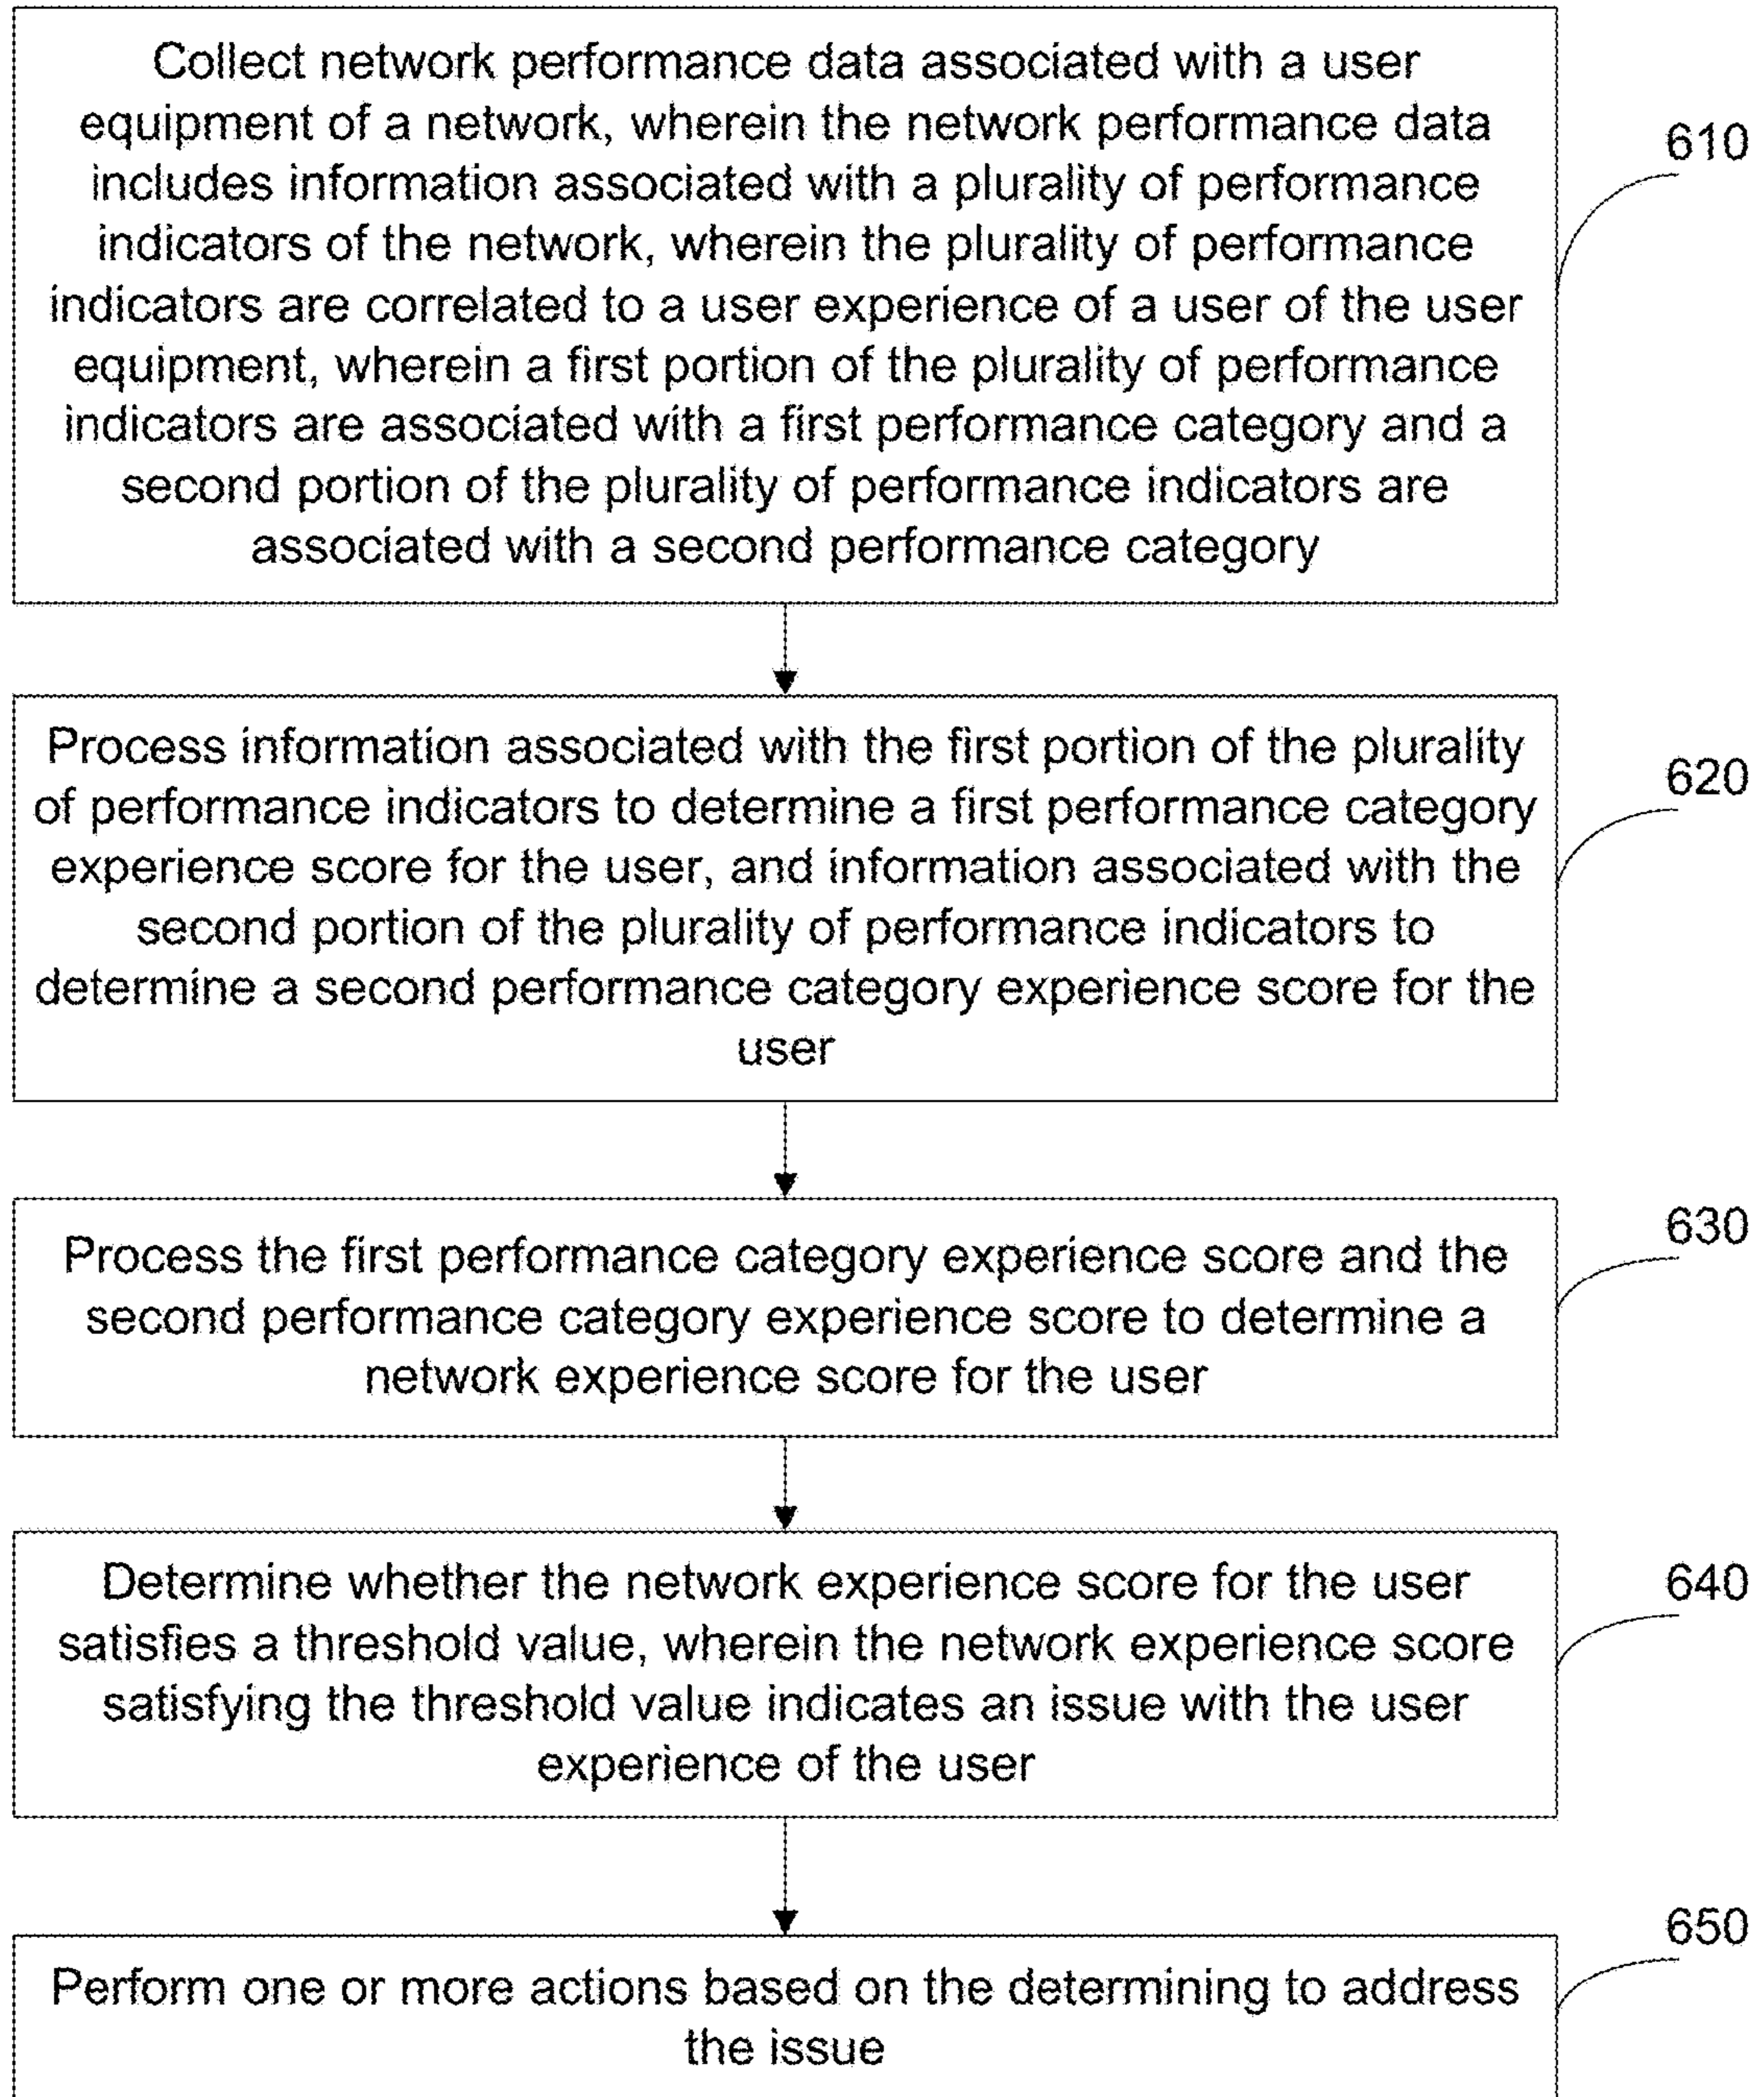 Collect network performance data associated with a user
equipment of a network, wherein the network performance data
includes information associated with a plurality of performance
indicators of the network, wherein the plurality of performance
indicators are correlated to a user experience of a user of the user
equipment, wherein a first portion of the plurality of performance
indicators are associated with a first performance category and a
second portion of the plurality of performance indicators are
associated with a second performance category
610
Process information associated with the first portion of the plurality
of performance indicators to determine a first performance category
experience score for the user, and information associated with the
second portion of the plurality of performance indicators to
determine a second performance category experience score for the
user
620
Process the first performance category experience score and the
second performance category experience score to determine a
network experience score for the user
630
Determine whether the network experience score for the user
satisfies a threshold value, wherein the network experience score
satisfying the threshold value indicates an issue with the user
experience of the user
640
Perform one or more actions based on the determining to address
the issue
650